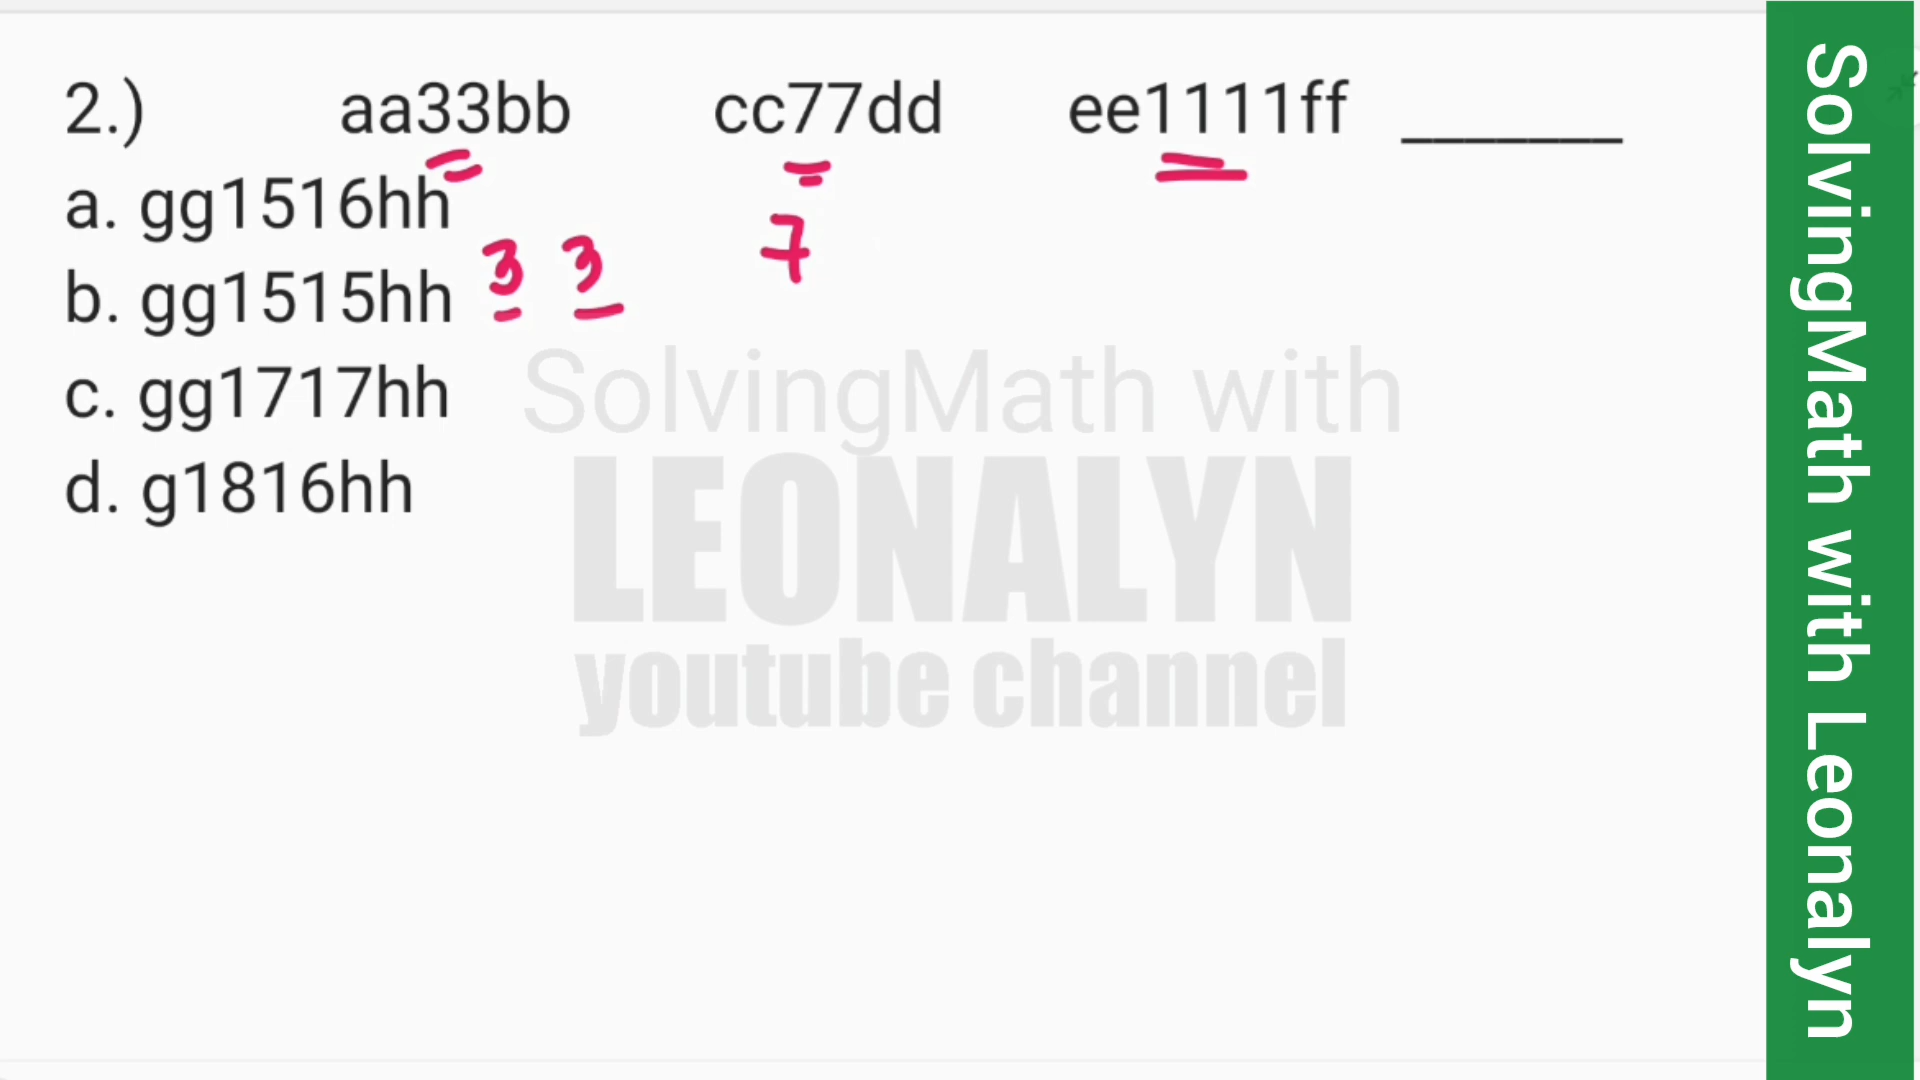 2.) aa33bb cc77dd ee1111ff _______
a. gg1516hh
3 3 7
b. gg1515hh
c. gg1717hh
d. g1816hh
SolvingMath with
LEONALYN
youtube channel
SolvingMath with Leonalyn